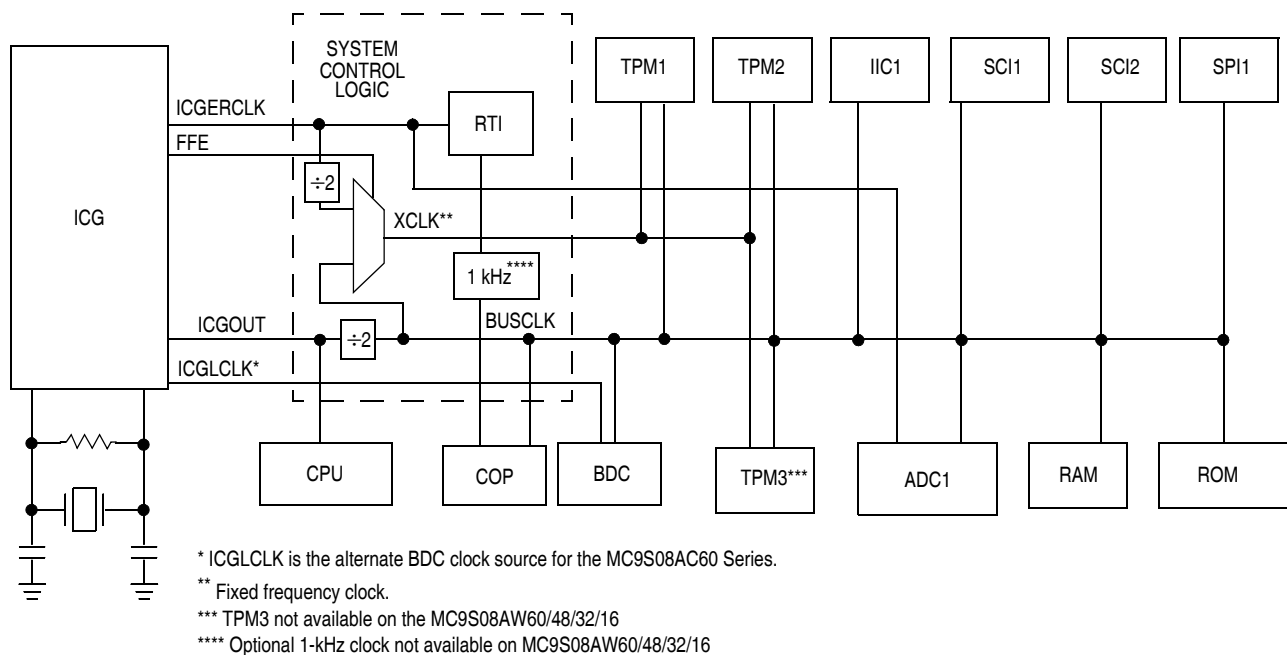 SYSTEM
CONTROL
LOGIC
TPM1
TPM2
IIC1
SCI1
SCI2
SPI1
ICGERCLK
RTI
FFE
÷2
ICG
XCLK**
1 kHz****
ICGOUT
÷2
BUSCLK
ICGLCLK*
CPU
COP
BDC
TPM3***
ADC1
RAM
ROM
* ICGLCLK is the alternate BDC clock source for the MC9S08AC60 Series.
** Fixed frequency clock.
*** TPM3 not available on the MC9S08AW60/48/32/16
**** Optional 1-kHz clock not available on MC9S08AW60/48/32/16